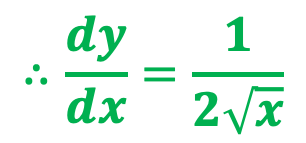 ∴ dy/dx = 1/(2√x)